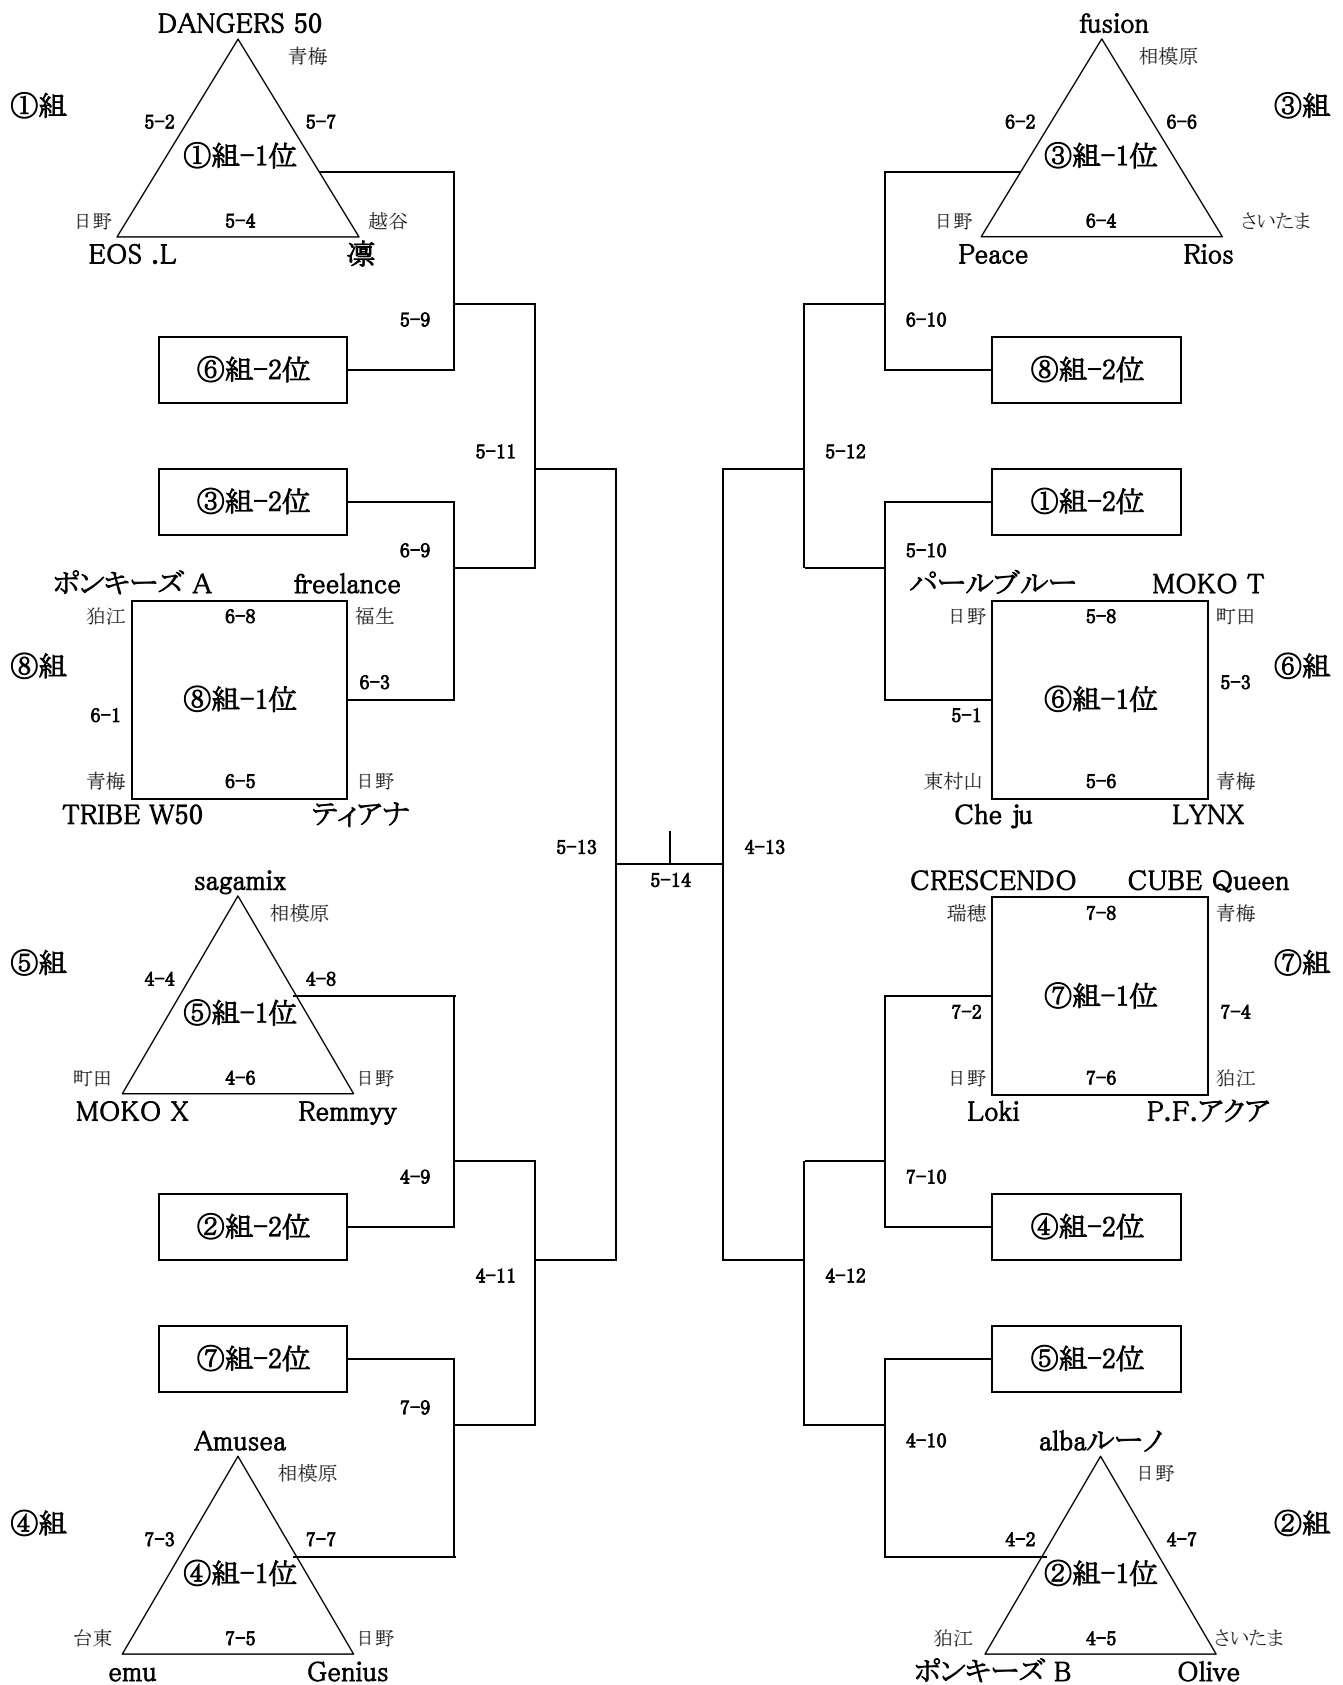 DANGERS 50
青梅
①組
5-2
5-7
①組-1位
日野
5-4
越谷
EOS .L
凛
5-9
⑥組-2位
5-11
③組-2位
6-9
ポンキーズ A
freelance
狛江
6-8
福生
⑧組
⑧組-1位
6-3
6-1
青梅
6-5
日野
TRIBE W50
ティアナ
5-13
sagamix
相模原
⑤組
4-4
4-8
⑤組-1位
町田
4-6
日野
MOKO X
Remmyy
4-9
②組-2位
4-11
⑦組-2位
7-9
Amusea
相模原
④組
7-3
7-7
④組-1位
台東
7-5
日野
emu
Genius
5-14
fusion
相模原
③組
6-2
6-6
③組-1位
日野
6-4
さいたま
Peace
Rios
6-10
⑧組-2位
5-12
①組-2位
5-10
パールブルー
MOKO T
日野
5-8
町田
⑥組
⑥組-1位
5-3
5-1
東村山
5-6
青梅
Che ju
LYNX
4-13
CRESCENDO
CUBE Queen
瑞穂
7-8
青梅
⑦組
⑦組-1位
7-2
7-4
日野
7-6
狛江
Loki
P.F.アクア
7-10
④組-2位
4-12
⑤組-2位
4-10
albaルーノ
日野
②組
4-2
4-7
②組-1位
狛江
4-5
さいたま
ポンキーズ B
Olive